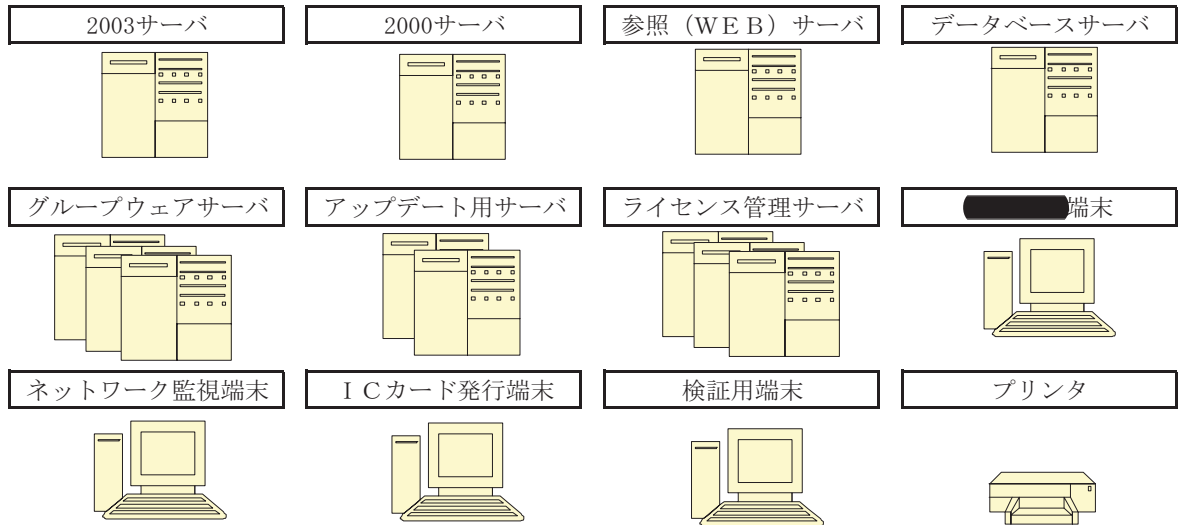 2003サーバ
2000サーバ
参照（ＷＥＢ）サーバ
データベースサーバ
グループウェアサーバ
アップデート用サーバ
ライセンス管理サーバ
端末
ネットワーク監視端末
ＩＣカード発行端末
検証用端末
プリンタ